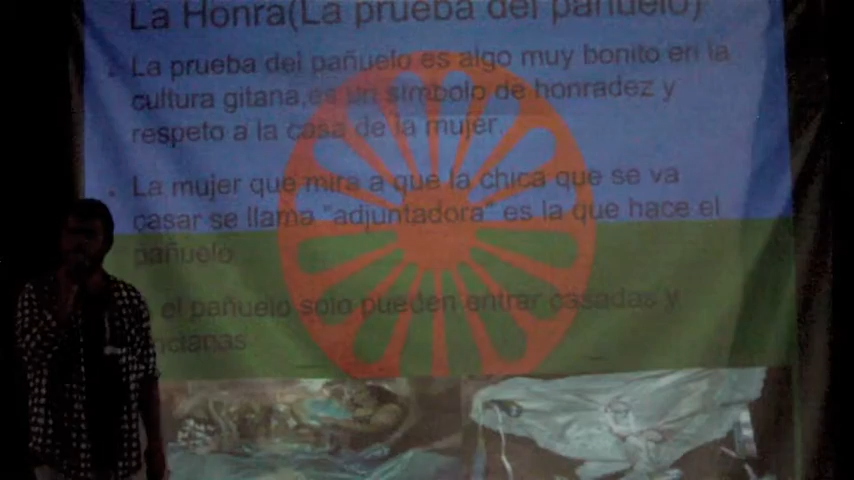 La Honra(La prueba del pañuelo)
La prueba del pañuelo es algo muy bonito en la
cultura gitana,es un símbolo de honradez y
respeto a la casa de la mujer.
La mujer que mira a que la chica que se va
casar se llama "adjuntadora" es la que hace el
pañuelo
el pañuelo solo pueden entrar casadas y
ncianas